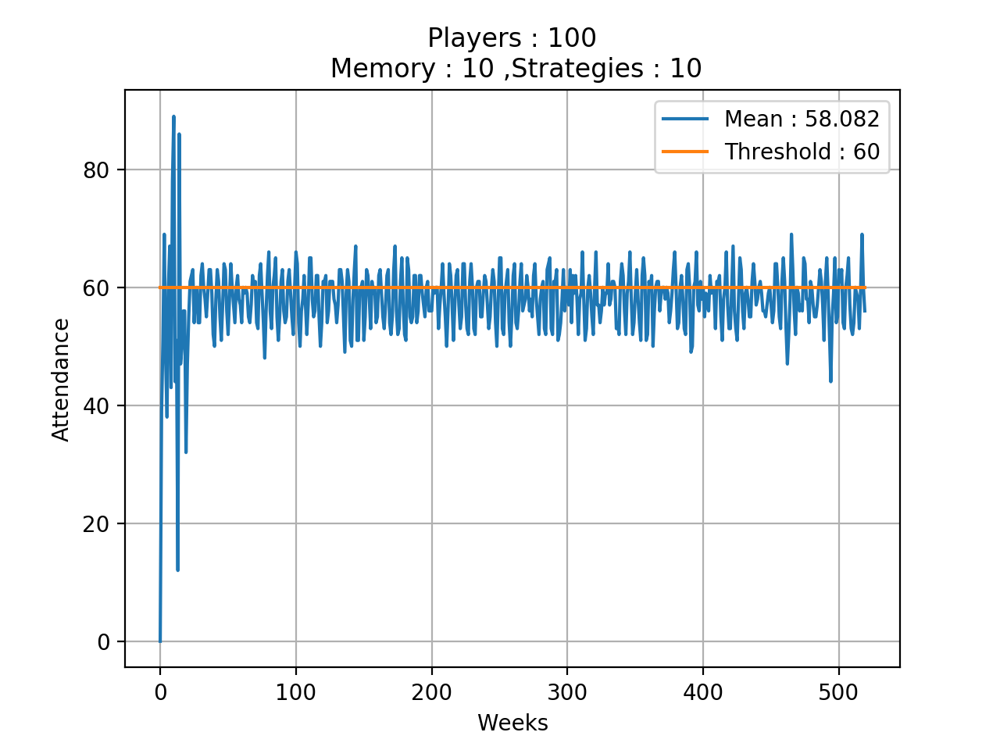 Players : 100
Memory : 10 ,Strategies : 10
Mean : 58.082
Threshold : 60
80
60
40
20
0
Attendance
0 100 200 300 400 500
Weeks